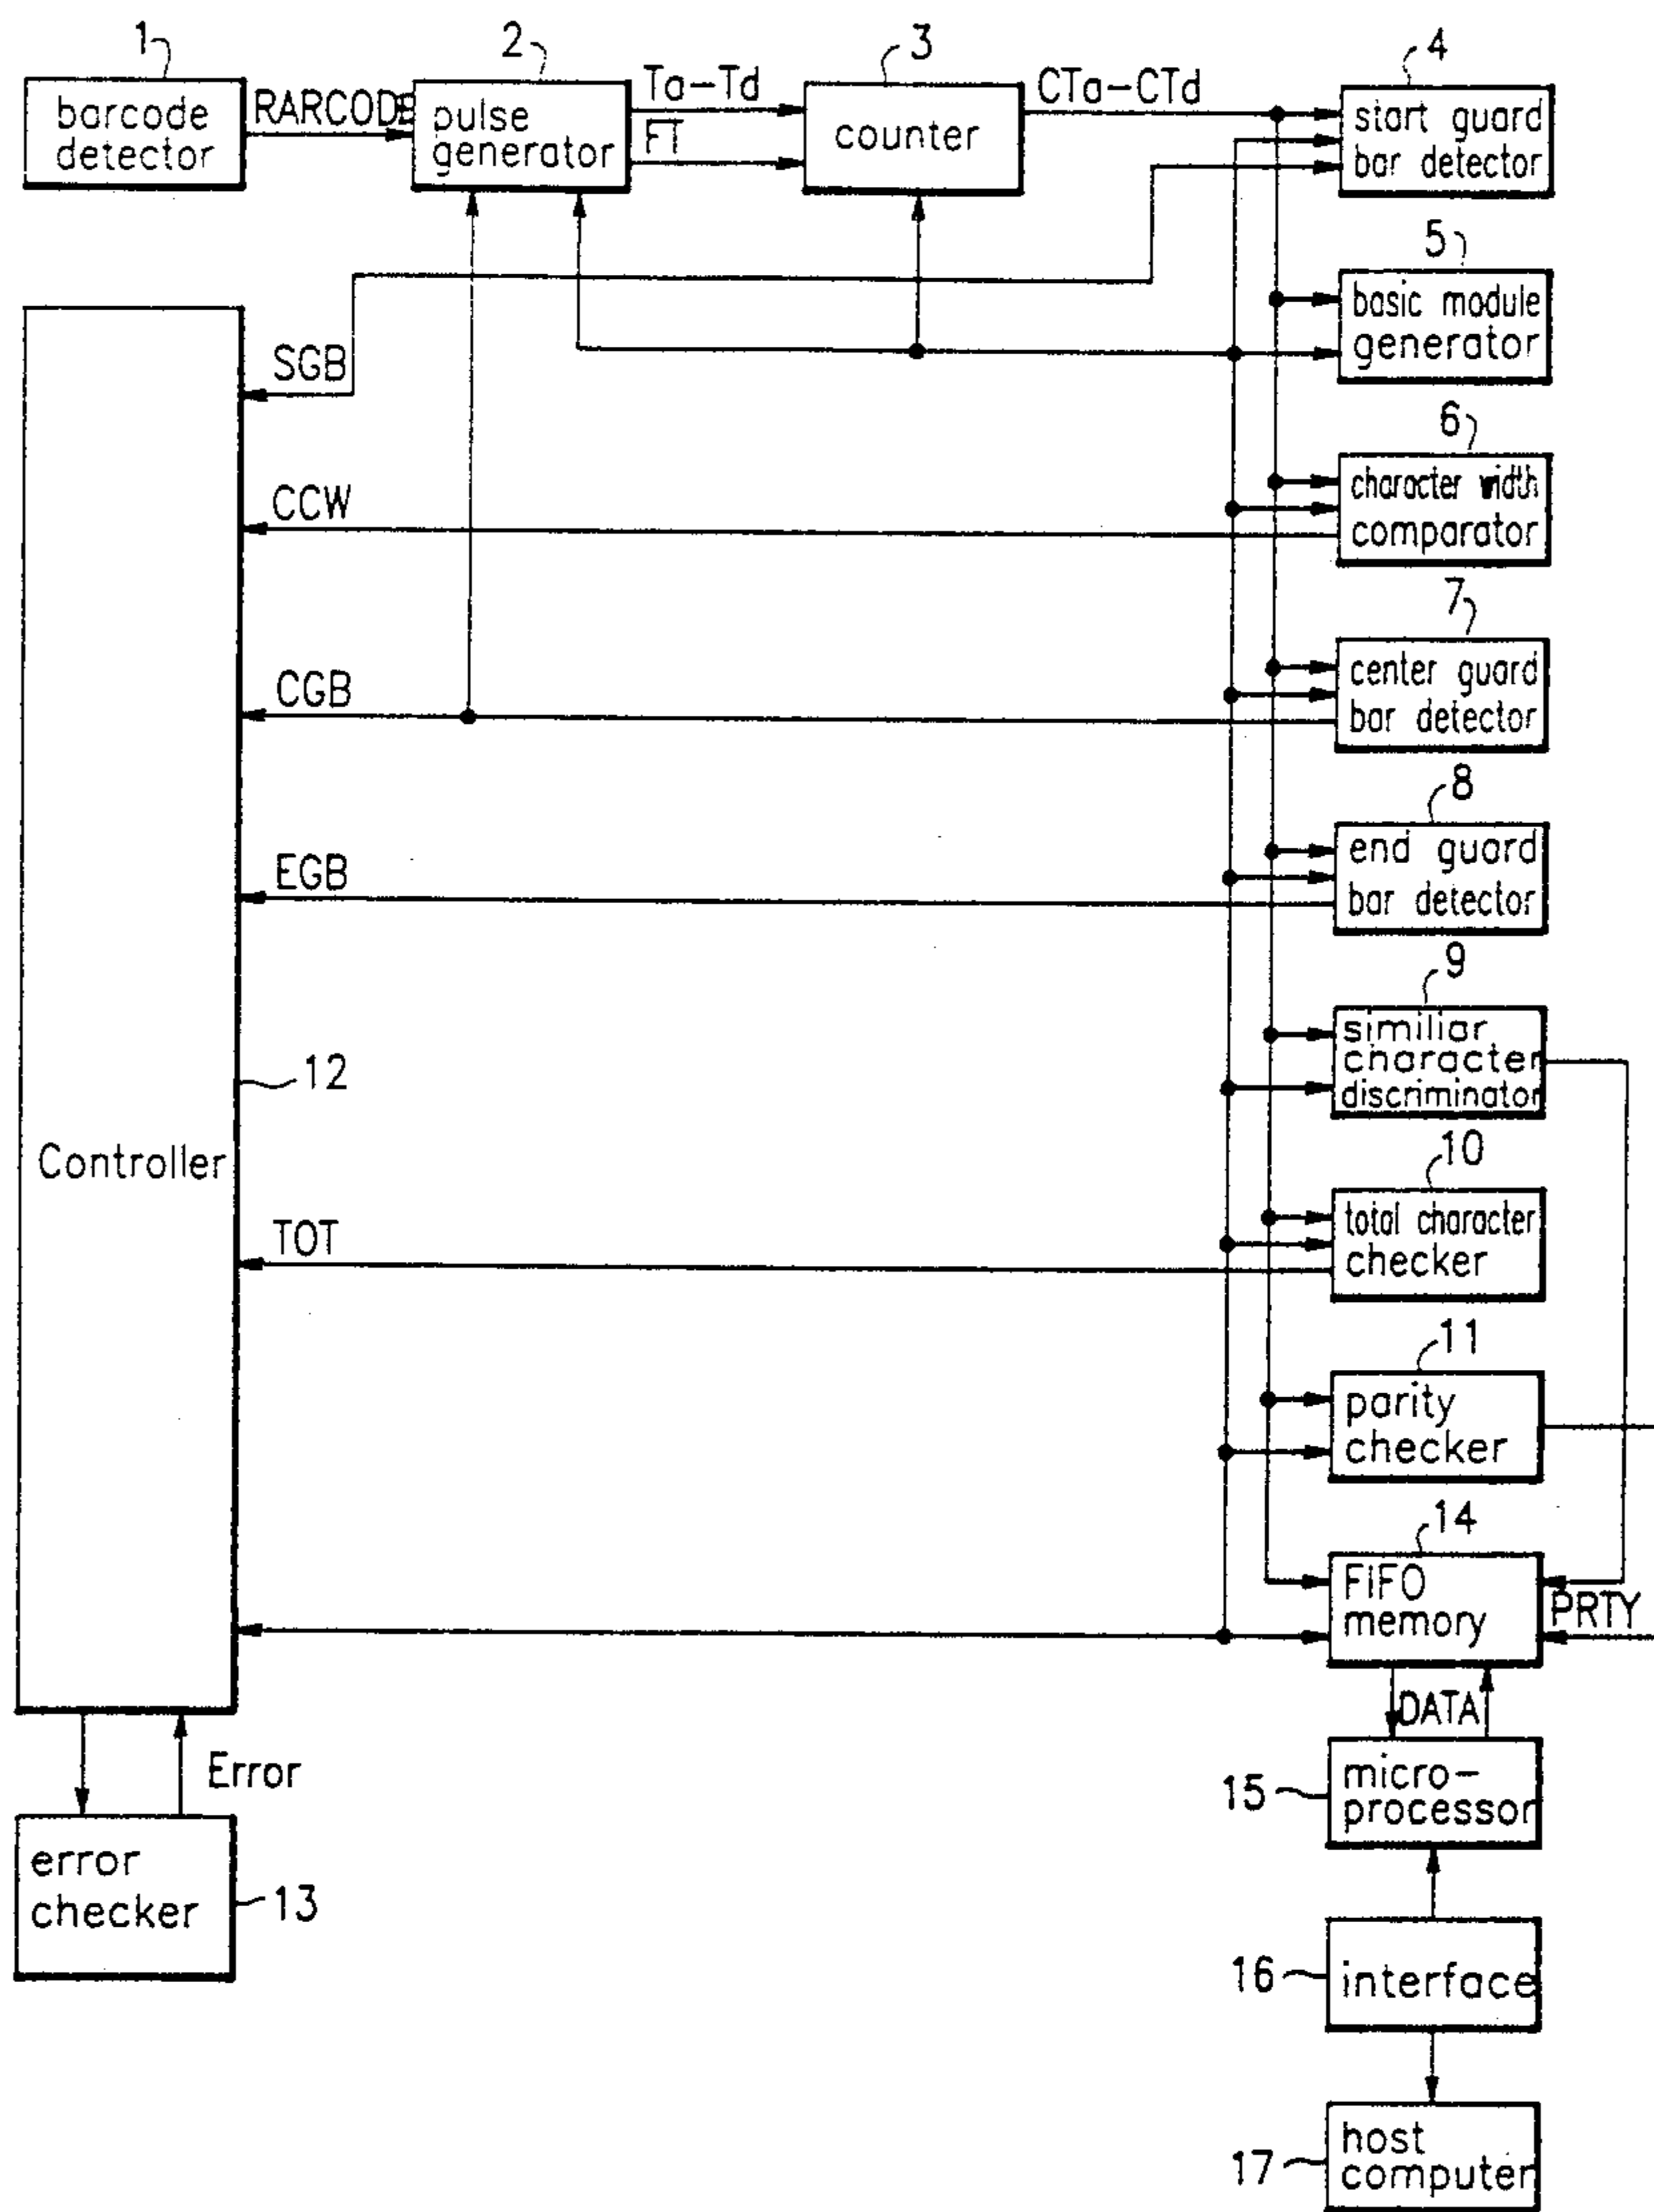 1
2
3
4
barcode
detector
RARCODE
pulse
generator
Ta-Td
FT
counter
CTa-CTd
start guard
bar detector
5
basic module
generator
SGB
6
character width
comparator
CCW
7
center guard
bar detector
CGB
8
end guard
bar detector
EGB
9
similiar
character
discriminator
12
Controller
10
total character
checker
TOT
11
parity
checker
14
FIFO
memory
PRTY
DATA
Error
15
micro-
processor
error
checker
13
16
interface
17
host
computer